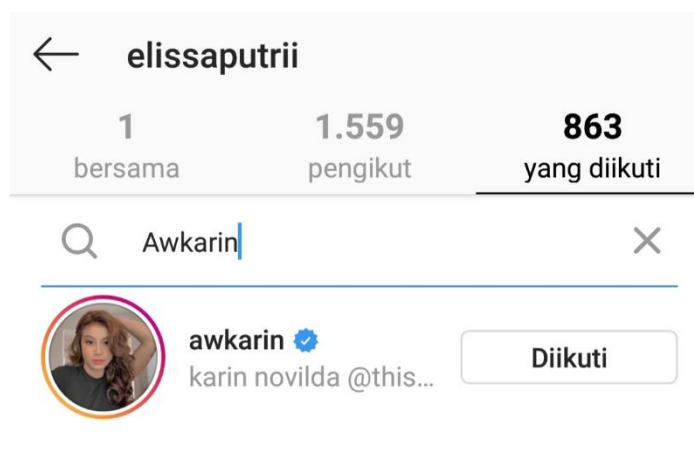 elissaputrii
1 1.559 863
bersama pengikut yang diikuti
Awkarin
awkarin
karin novilda @this...
Diikuti